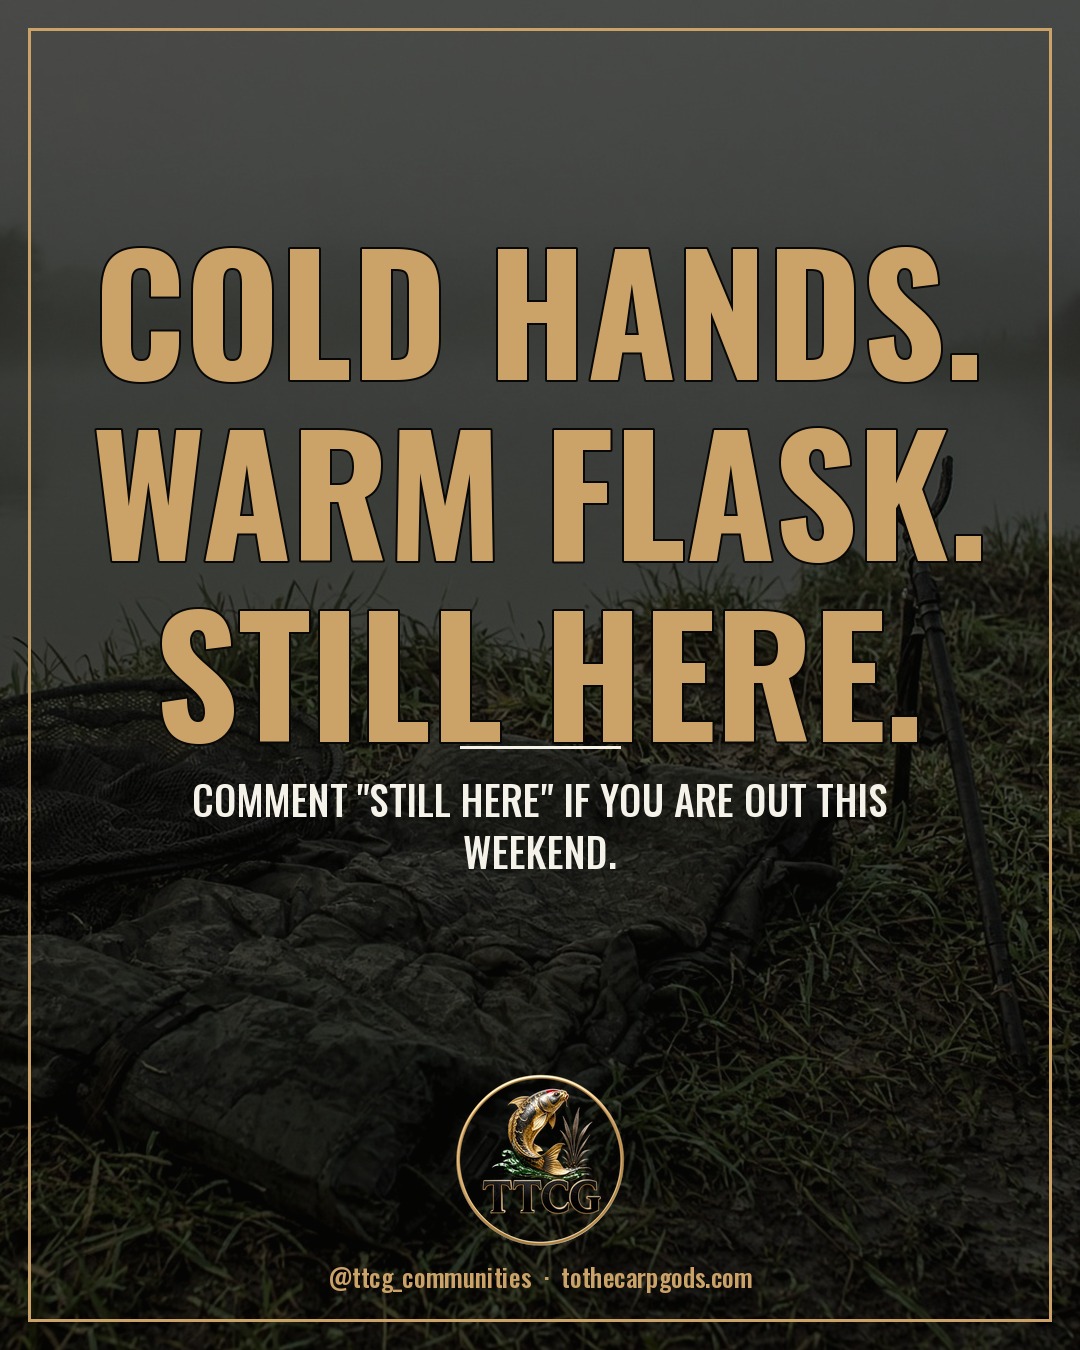 COLD HANDS.
WARM FLASK.
STILL HERE.
COMMENT "STILL HERE" IF YOU ARE OUT THIS
WEEKEND.
TTCG
@ttcg_communities · tothecarpgods.com